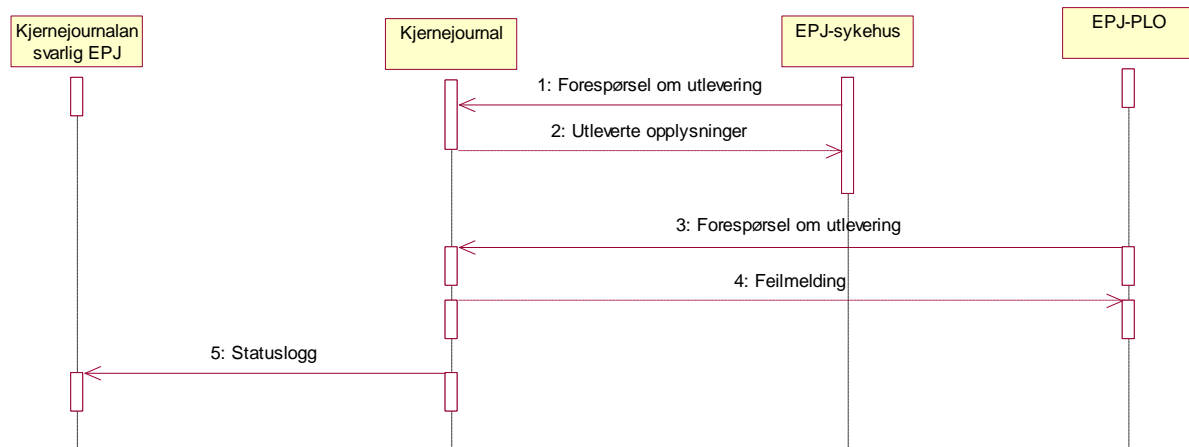 Kjernejournalan
svarlig EPJ
Kjernejournal
EPJ-sykehus
EPJ-PLO
1: Forespørsel om utlevering
2: Utleverte opplysninger
3: Forespørsel om utlevering
4: Feilmelding
5: Statuslogg